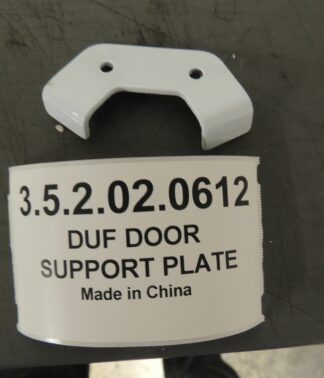 3.5.2.02.0612
DUF DOOR
SUPPORT PLATE
Made in China